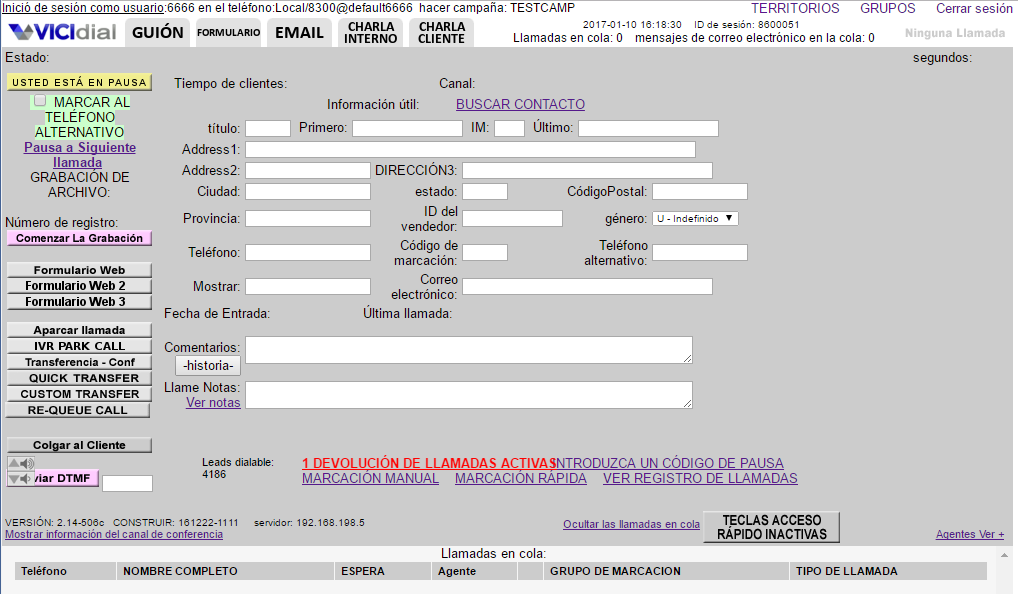 Inició de sesión como usuario:6666 en el teléfono:Local/8300@default6666 hacer campaña: TESTCAMP TERRITORIOS GRUPOS Cerrar sesión
VICIdial GUIÓN FORMULARIO EMAIL CHARLA INTERNO CHARLA CLIENTE
2017-01-10 16:18:30 ID de sesión: 8600051
Llamadas en cola: 0 mensajes de correo electrónico en la cola: 0 Ninguna Llamada
Estado: segundos:
USTED ESTÁ EN PAUSA
MARCAR AL
TELÉFONO
ALTERNATIVO
Pausa a Siguiente
llamada
GRABACIÓN DE
ARCHIVO:
Número de registro:
Comenzar La Grabación
Formulario Web
Formulario Web 2
Formulario Web 3
Aparcar llamada
IVR PARK CALL
Transferencia - Conf
QUICK TRANSFER
CUSTOM TRANSFER
RE-QUEUE CALL
Colgar al Cliente
viar DTMF
Tiempo de clientes: Canal:
Información útil: BUSCAR CONTACTO
título: Primero: IM: Último:
Address1:
Address2: DIRECCIÓN3:
Ciudad: estado: CódigoPostal:
Provincia: ID del vendedor: género: U - Indefinido
Teléfono: Código de marcación: Teléfono alternativo:
Mostrar: Correo electrónico:
Fecha de Entrada: Última llamada:
Comentarios:
-historia-
Llame Notas:
Ver notas
Leads dialable:
4186
1 DEVOLUCIÓN DE LLAMADAS ACTIVAS INTRODUZCA UN CÓDIGO DE PAUSA
MARCACIÓN MANUAL MARCACIÓN RÁPIDA VER REGISTRO DE LLAMADAS
VERSIÓN: 2.14-506c CONSTRUIR: 161222-1111 servidor: 192.168.198.5
Mostrar información del canal de conferencia
Ocultar las llamadas en cola
TECLAS ACCESO
RÁPIDO INACTIVAS
Agentes Ver +
Llamadas en cola:
Teléfono NOMBRE COMPLETO ESPERA Agente GRUPO DE MARCACION TIPO DE LLAMADA